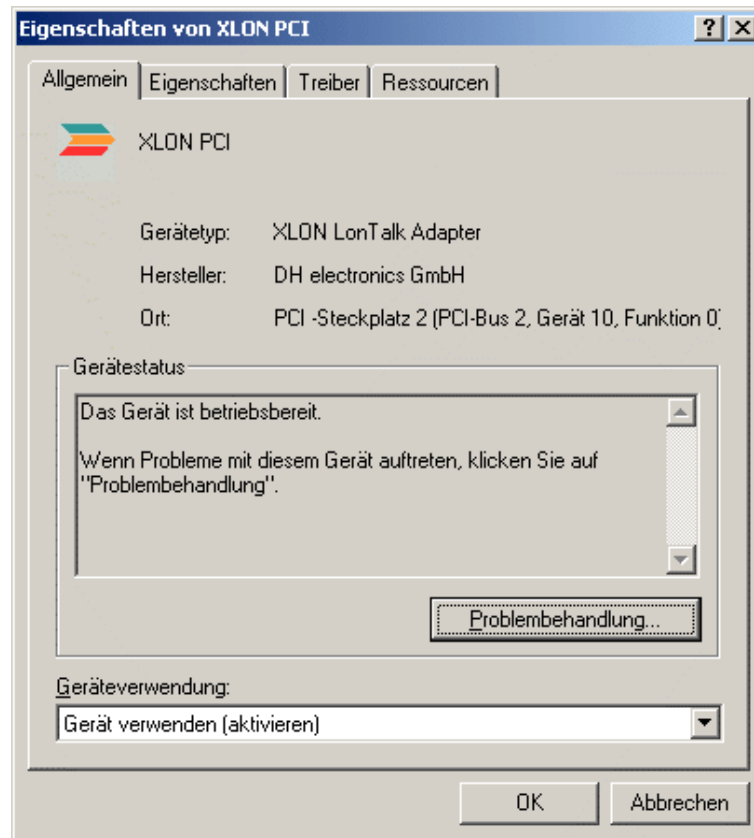 Eigenschaften von XLON PCI
Allgemein Eigenschaften Treiber Ressourcen
XLON PCI
Gerätetyp: XLON LonTalk Adapter
Hersteller: DH electronics GmbH
Ort: PCI -Steckplatz 2 (PCI-Bus 2, Gerät 10, Funktion 0)
Gerätestatus
Das Gerät ist betriebsbereit.
Wenn Probleme mit diesem Gerät auftreten, klicken Sie auf
"Problembehandlung".
Problembehandlung...
Geräteverwendung:
Gerät verwenden (aktivieren)
OK Abbrechen